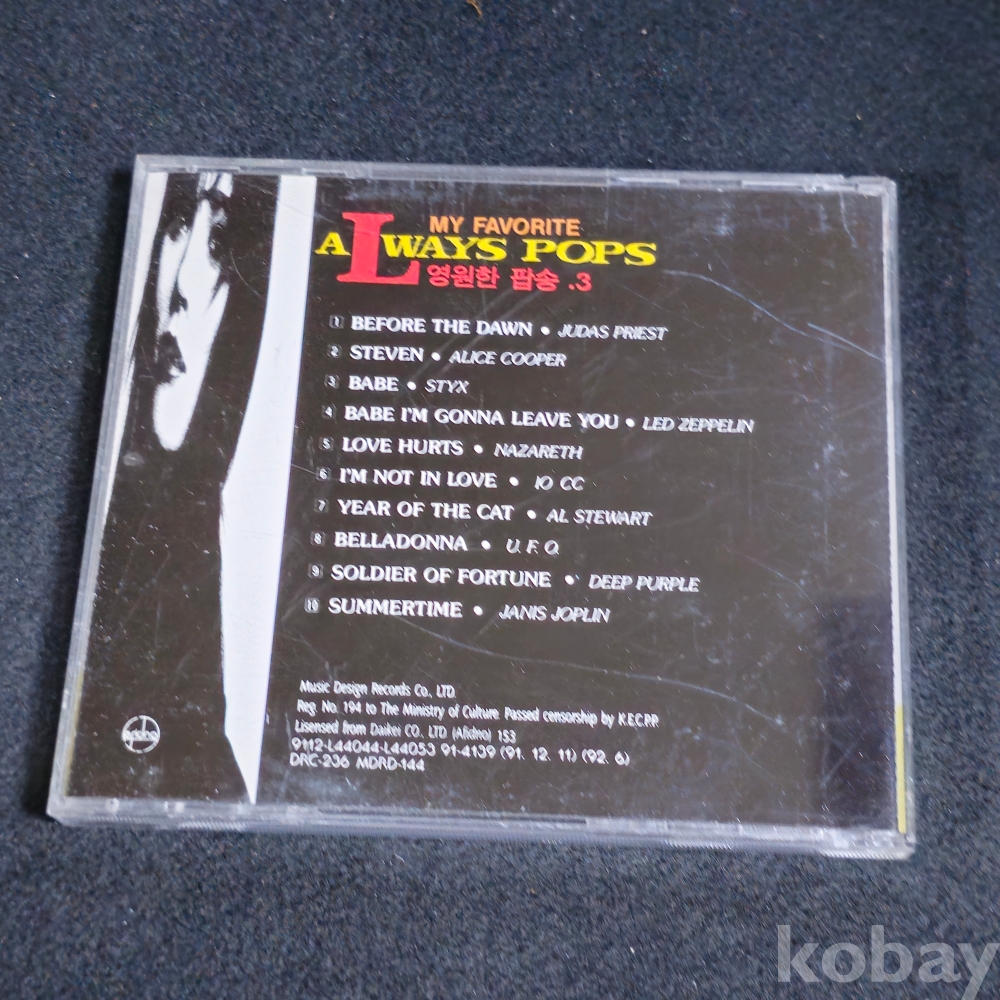 MY FAVORITE
ALWAYS POPS
영원한 팝송 .3
1 BEFORE THE DAWN • JUDAS PRIEST
2 STEVEN • ALICE COOPER
3 BABE • STYX
4 BABE I'M GONNA LEAVE YOU • LED ZEPPELIN
5 LOVE HURTS • NAZARETH
6 I'M NOT IN LOVE • 10 CC
7 YEAR OF THE CAT • AL STEWART
8 BELLADONNA • U. F. O.
9 SOLDIER OF FORTUNE • DEEP PURPLE
10 SUMMERTIME • JANIS JOPLIN
Music Design Records Co., LTD.
Reg. No. 194 to The Ministry of Culture. Passed censorship by K.E.C.P.P.
Lisensed from Daikei CO., LTD (Afidno) 153
9112-L44044-L44053 91-4139 (91. 12. 11) (92. 6)
DRC-236 MDRD-144
kobay